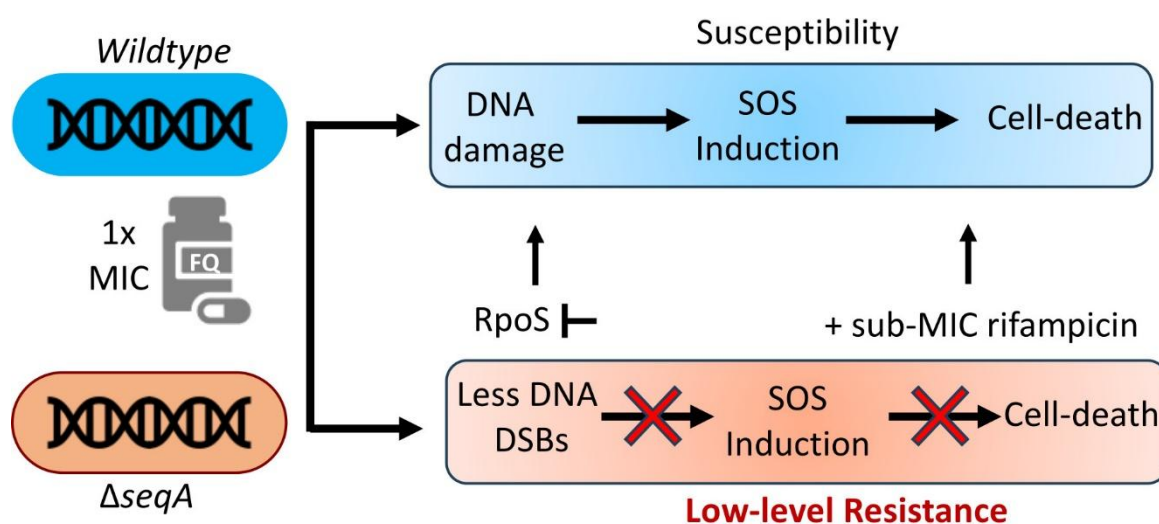 Wildtype
1x
MIC
FQ
ΔseqA
Susceptibility
DNA
damage
SOS
Induction
Cell-death
RpoS
+ sub-MIC rifampicin
Less DNA
DSBs
SOS
Induction
Cell-death
Low-level Resistance